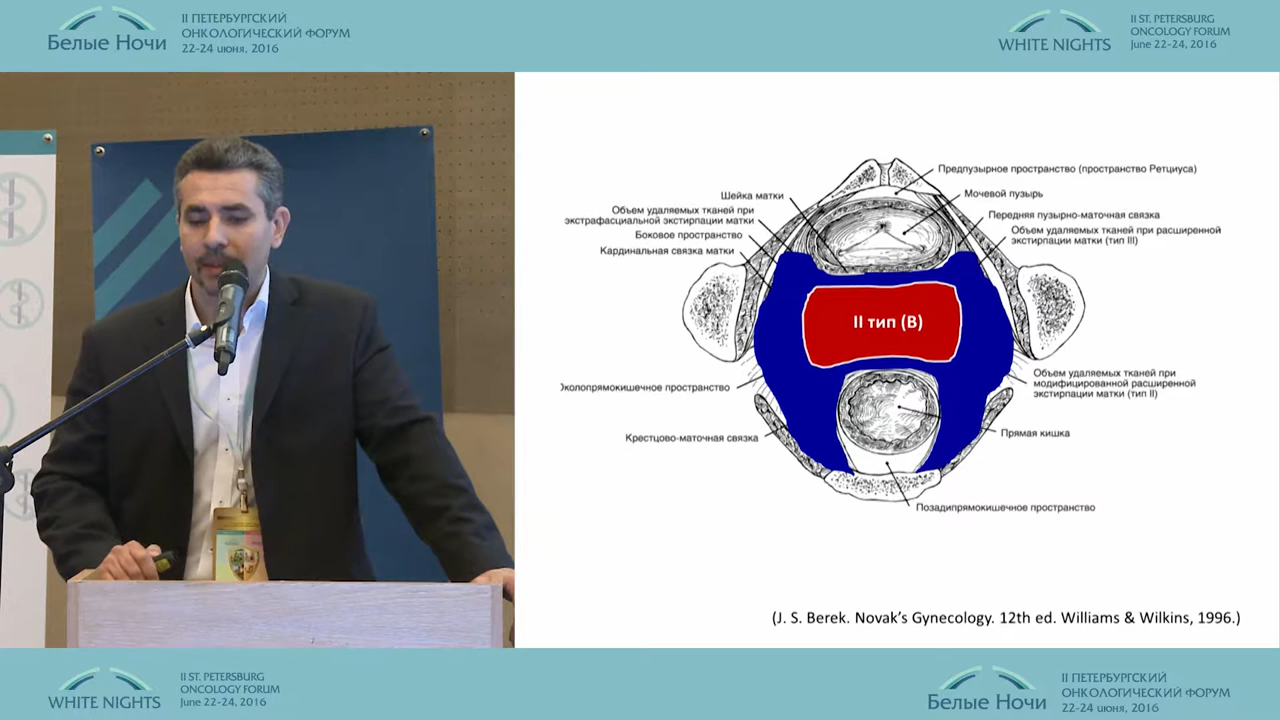 Белые Ночи
II ПЕТЕРБУРГСКИЙ
ОНКОЛОГИЧЕСКИЙ ФОРУМ
22-24 июня, 2016
WHITE NIGHTS
II ST. PETERSBURG
ONCOLOGY FORUM
June 22-24, 2016
Предпузырное пространство (пространство Ретциуса)
Шейка матки
Мочевой пузырь
Объем удаляемых тканей при
экстрафасциальной экстирпации матки
Передняя пузырно-маточная связка
Боковое пространство
Объем удаляемых тканей при расширенной
экстирпации матки (тип III)
Кардинальная связка матки
II тип (В)
Околопрямокишечное пространство
Объем удаляемых тканей при
модифицированной расширенной
экстирпации матки (тип II)
Крестцово-маточная связка
Прямая кишка
Позадипрямокишечное пространство
(J. S. Berek. Novak’s Gynecology. 12th ed. Williams & Wilkins, 1996.)
WHITE NIGHTS
II ST. PETERSBURG
ONCOLOGY FORUM
June 22-24, 2016
Белые Ночи
II ПЕТЕРБУРГСКИЙ
ОНКОЛОГИЧЕСКИЙ ФОРУМ
22-24 июня, 2016